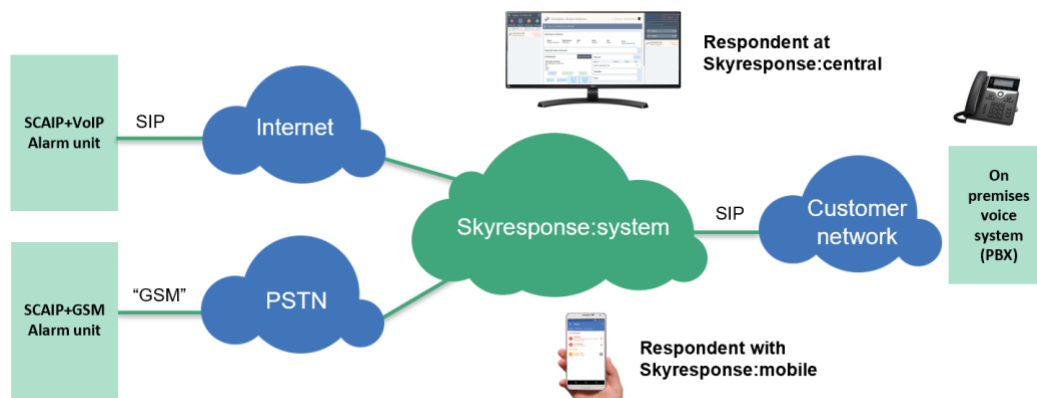 Respondent at
Skyresponse:central
SCAIP+VoIP
Alarm unit
SIP
Internet
Skyresponse:system
SIP
Customer
network
On
premises
voice
system
(PBX)
SCAIP+GSM
Alarm unit
“GSM”
PSTN
Respondent with
Skyresponse:mobile